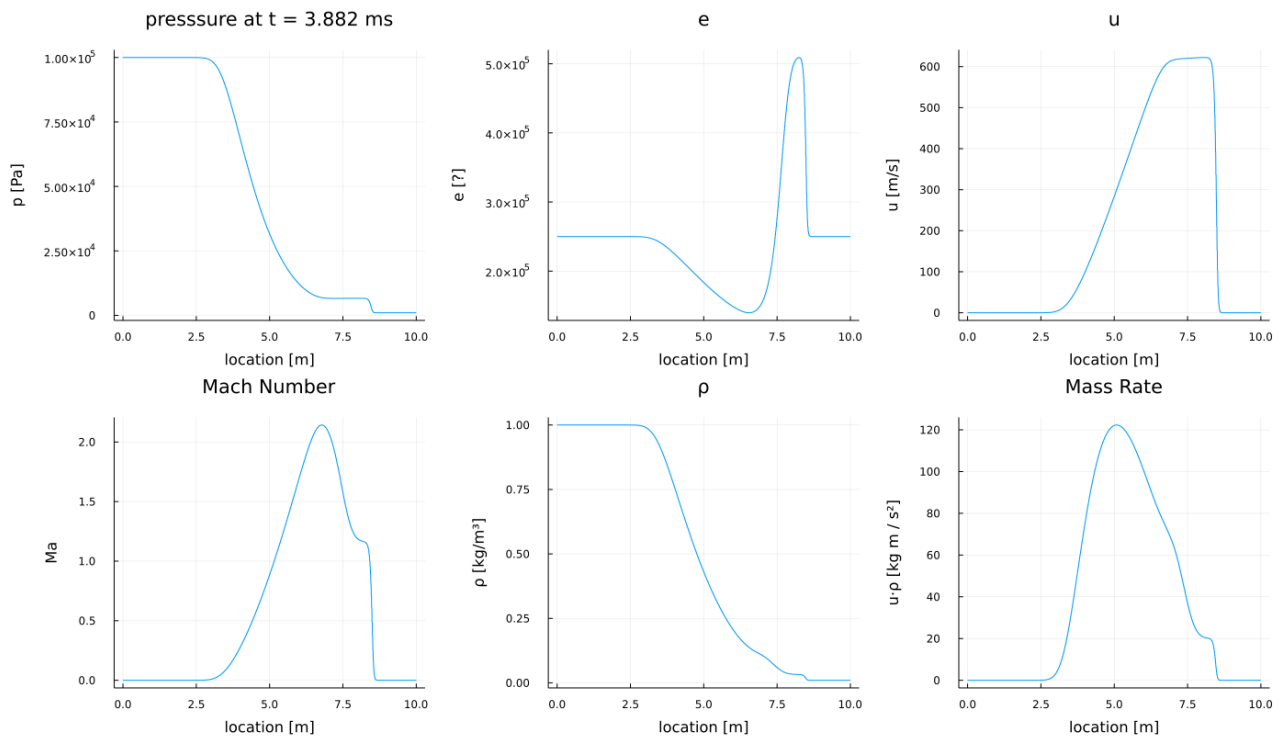 presssure at t = 3.882 ms
e
u
1.00×10⁵
7.50×10⁴
5.00×10⁴
2.50×10⁴
0
p [Pa]
0.0 2.5 5.0 7.5 10.0
location [m]
5.0×10⁵
4.0×10⁵
3.0×10⁵
2.0×10⁵
e [?]
0.0 2.5 5.0 7.5 10.0
location [m]
600
500
400
300
200
100
0
u [m/s]
0.0 2.5 5.0 7.5 10.0
location [m]
Mach Number
ρ
Mass Rate
2.0
1.5
1.0
0.5
0.0
Ma
0.0 2.5 5.0 7.5 10.0
location [m]
1.00
0.75
0.50
0.25
0.00
ρ [kg/m³]
0.0 2.5 5.0 7.5 10.0
location [m]
120
100
80
60
40
20
0
u·ρ [kg m / s²]
0.0 2.5 5.0 7.5 10.0
location [m]